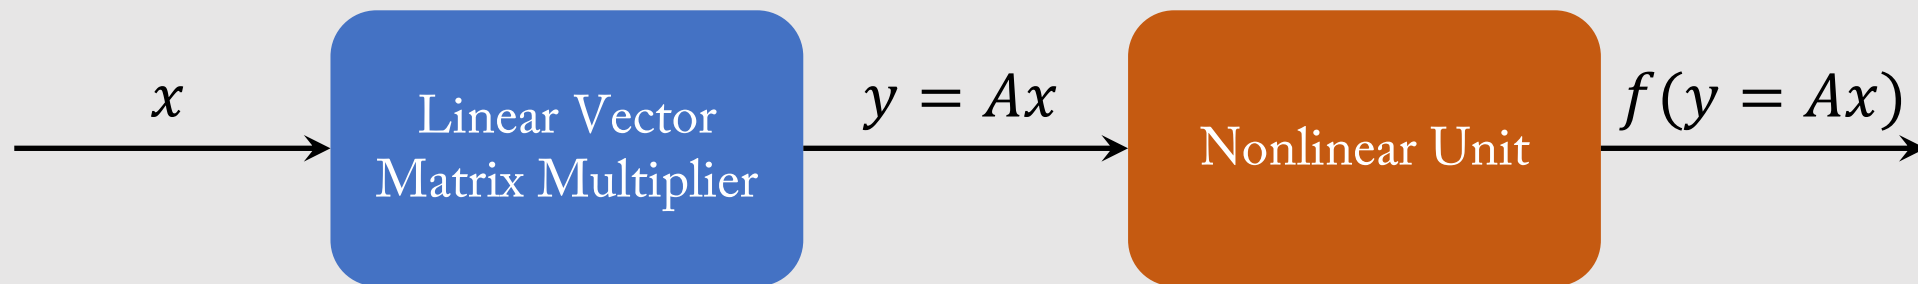 x
Linear Vector
Matrix Multiplier
y = Ax
Nonlinear Unit
f(y = Ax)